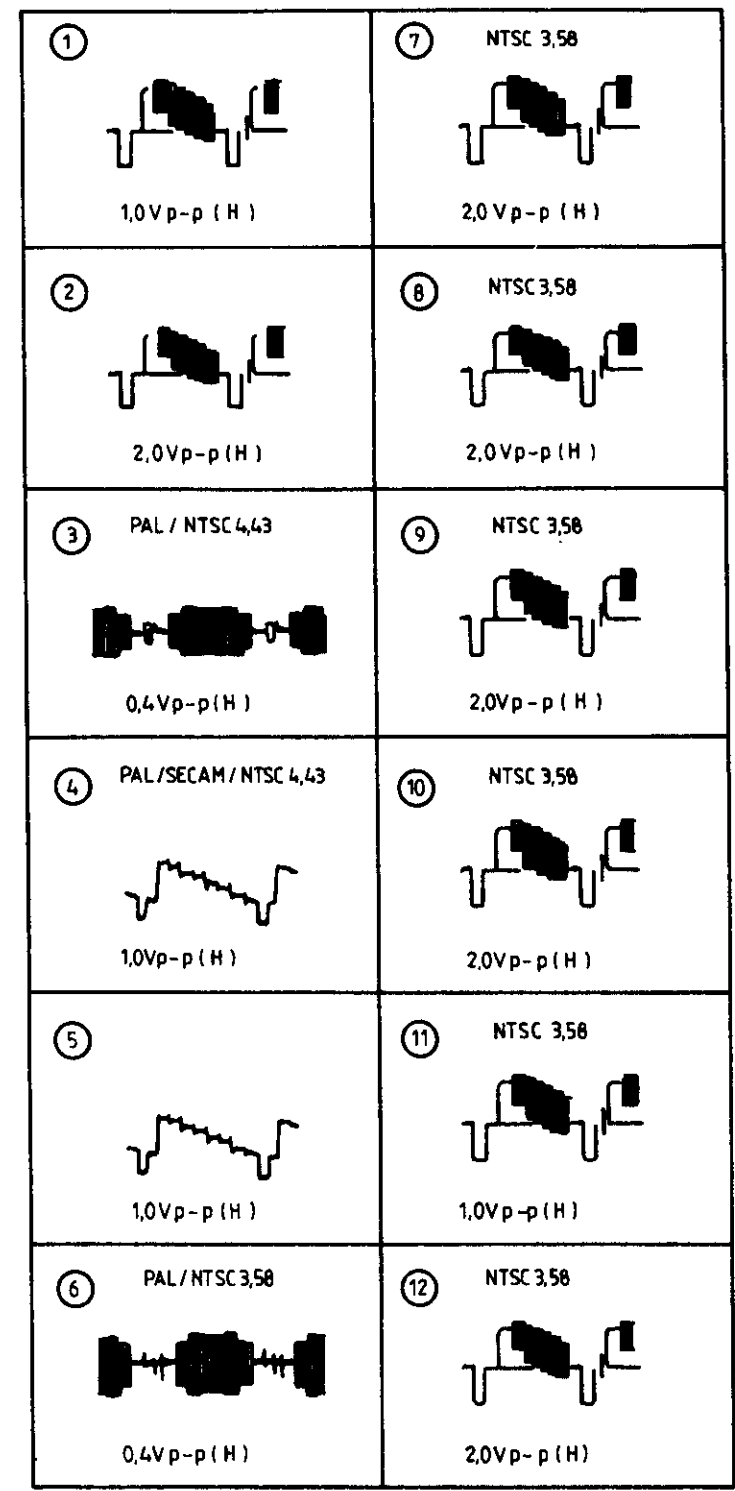 1
1,0Vp-p (H)
2
2,0Vp-p(H)
3 PAL / NTSC 4,43
0,4Vp-p(H)
4 PAL/SECAM/NTSC 4,43
1,0Vp-p(H)
5
1,0Vp-p(H)
6 PAL/NTSC 3,58
0,4Vp-p(H)
7 NTSC 3,58
2,0Vp-p (H)
8 NTSC 3,58
2,0Vp-p(H)
9 NTSC 3,58
2,0Vp-p(H)
10 NTSC 3,58
2,0Vp-p(H)
11 NTSC 3,58
1,0Vp-p(H)
12 NTSC 3,58
2,0Vp-p(H)